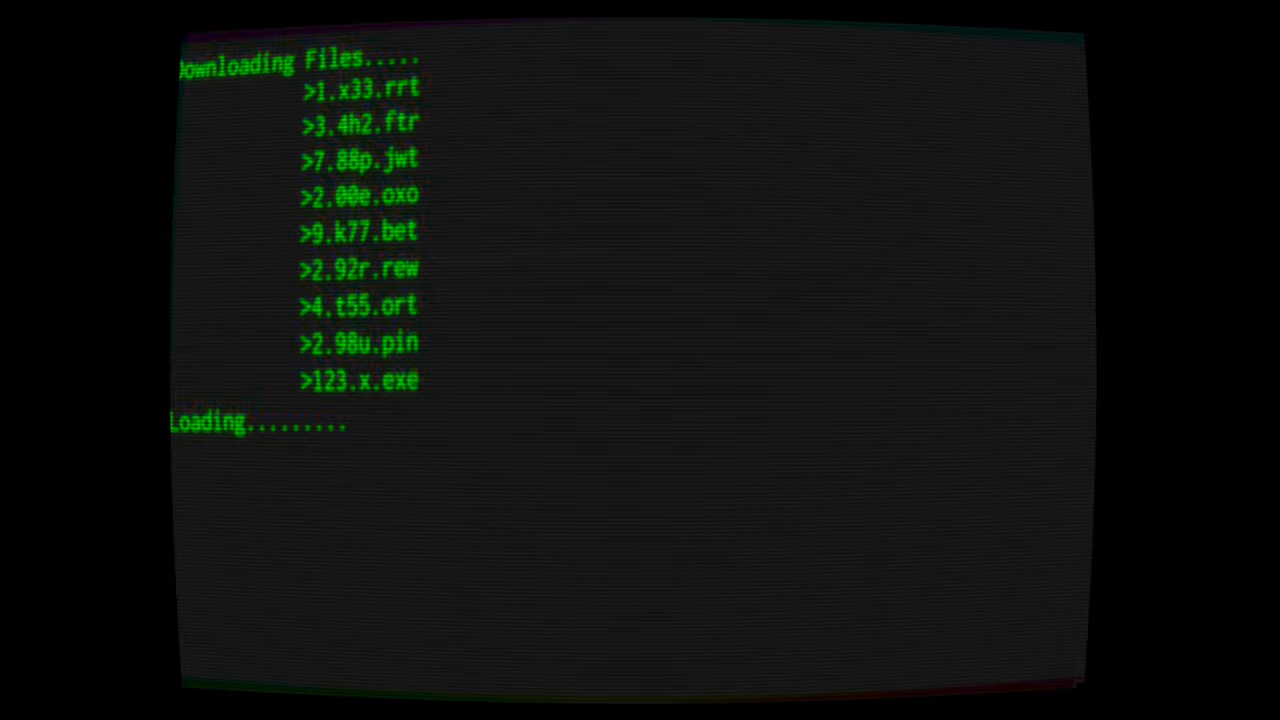 Downloading Files.....
>1.x33.rrt
>3.4h2.ftr
>7.88p.jwt
>2.00e.oxo
>9.k77.bet
>2.92r.rew
>4.t55.ort
>2.98u.pin
>123.x.exe
Loading.........